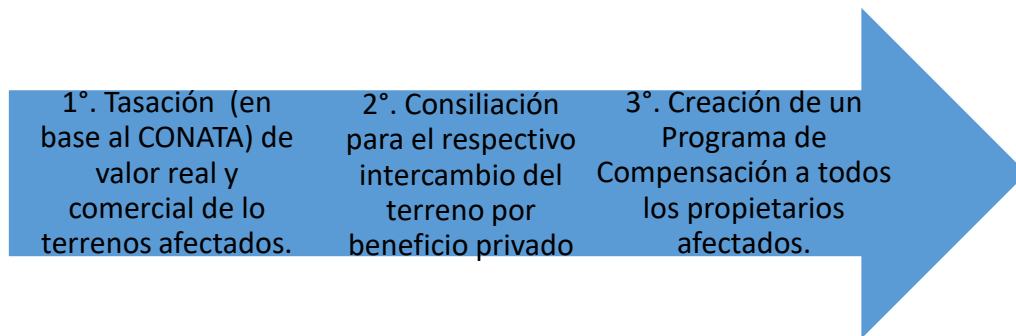 1°. Tasación (en
base al CONATA) de
valor real y
comercial de lo
terrenos afectados.
2°. Consiliación
para el respectivo
intercambio del
terreno por
beneficio privado
3°. Creación de un
Programa de
Compensación a todos
los propietarios
afectados.